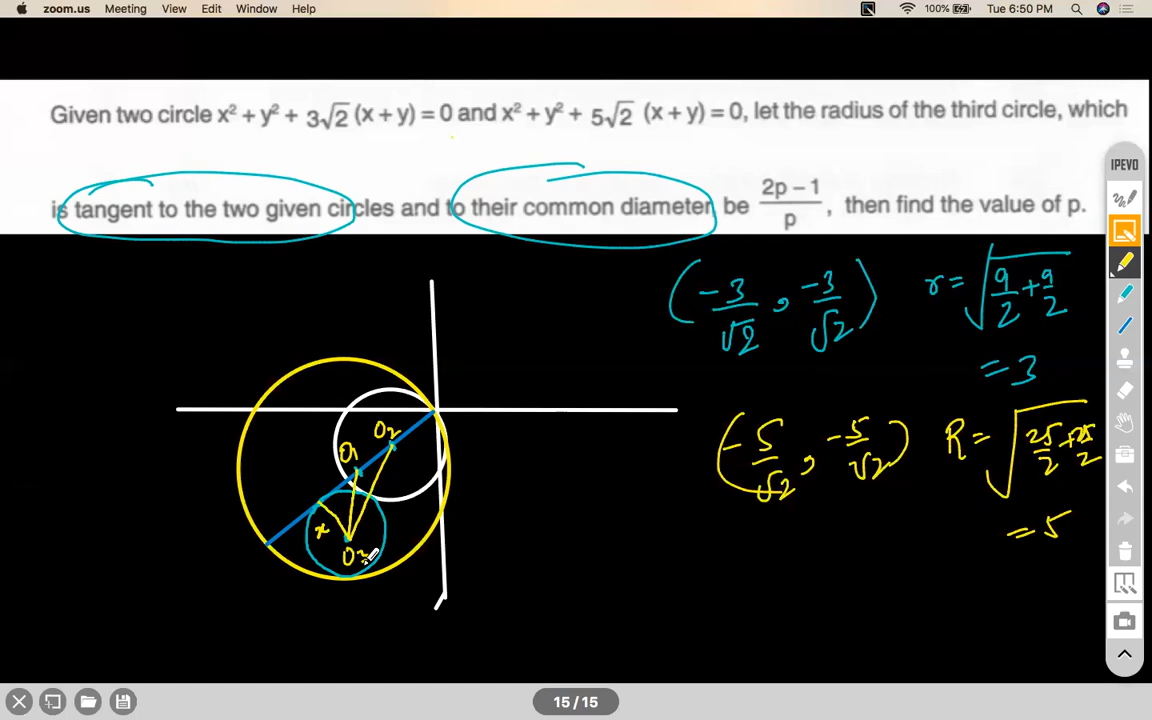 zoom.us Meeting View Edit Window Help 100% Tue 6:50 PM
Given two circle x² + y² + 3√2 (x + y) = 0 and x² + y² + 5√2 (x + y) = 0, let the radius of the third circle, which
is tangent to the two given circles and to their common diameter, be (2p – 1)/p, then find the value of p.
IPEVO
(-3/√2, -3/√2) r = √(9/2 + 9/2)
= 3
(-5/√2, -5/√2) R = √(25/2 + 25/2)
= 5
O2
O1
x
O3
15 / 15